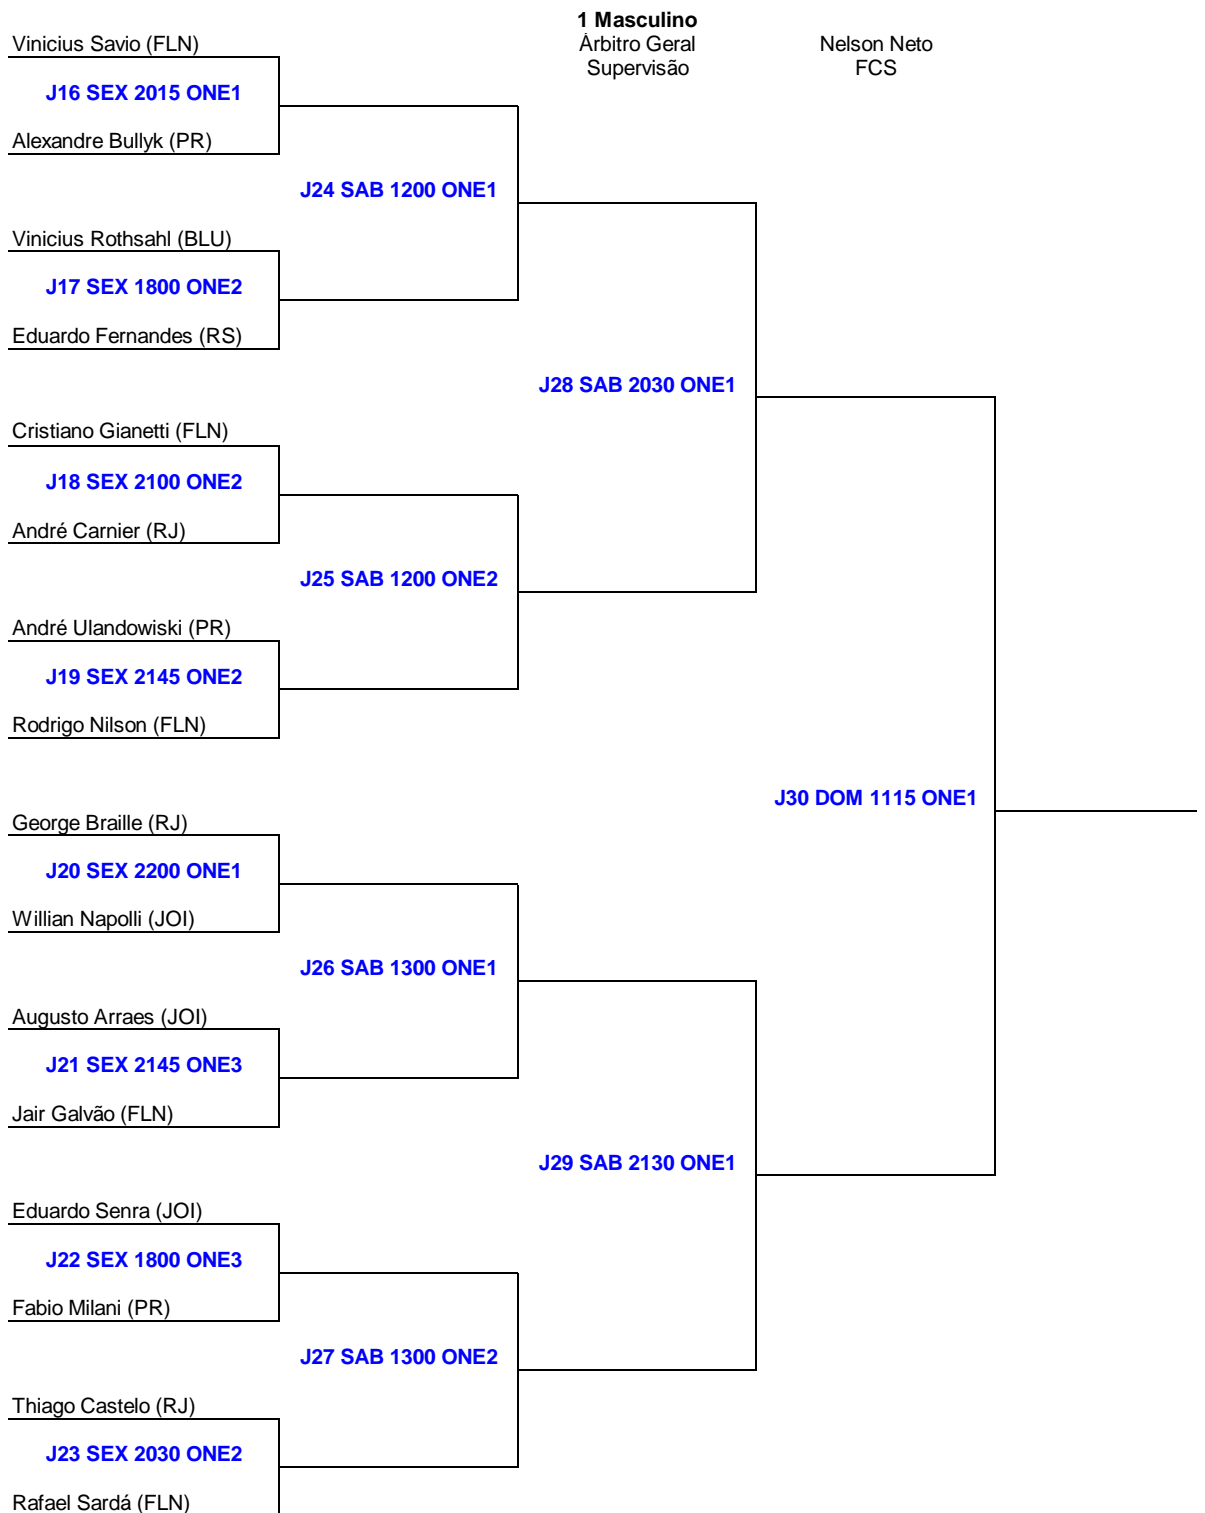 1 Masculino
Vinicius Savio (FLN)
Árbitro Geral
Nelson Neto
Supervisão
FCS
J16 SEX 2015 ONE1
Alexandre Bullyk (PR)
J24 SAB 1200 ONE1
Vinicius Rothsahl (BLU)
J17 SEX 1800 ONE2
Eduardo Fernandes (RS)
J28 SAB 2030 ONE1
Cristiano Gianetti (FLN)
J18 SEX 2100 ONE2
André Carnier (RJ)
J25 SAB 1200 ONE2
André Ulandowiski (PR)
J19 SEX 2145 ONE2
Rodrigo Nilson (FLN)
J30 DOM 1115 ONE1
George Braille (RJ)
J20 SEX 2200 ONE1
Willian Napolli (JOI)
J26 SAB 1300 ONE1
Augusto Arraes (JOI)
J21 SEX 2145 ONE3
Jair Galvão (FLN)
J29 SAB 2130 ONE1
Eduardo Senra (JOI)
J22 SEX 1800 ONE3
Fabio Milani (PR)
J27 SAB 1300 ONE2
Thiago Castelo (RJ)
J23 SEX 2030 ONE2
Rafael Sardá (FLN)